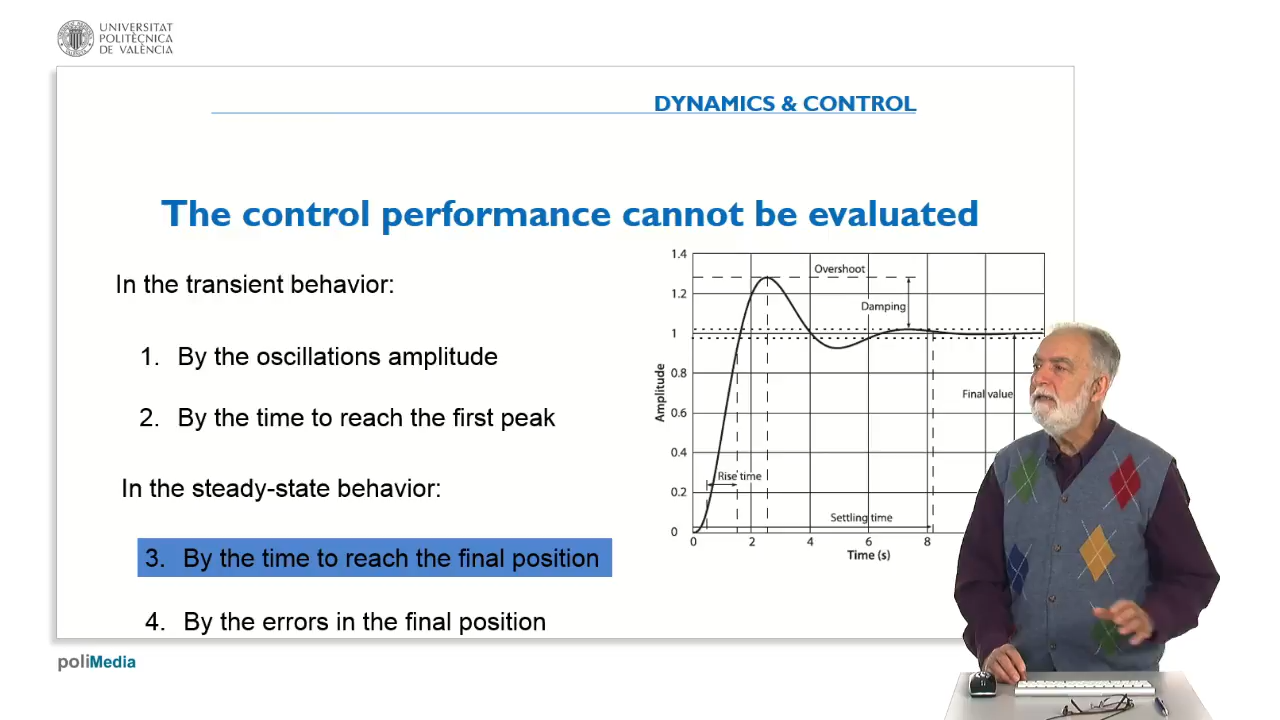 UNIVERSITAT
POLITÈCNICA
DE VALÈNCIA
DYNAMICS & CONTROL
The control performance cannot be evaluated
In the transient behavior:
1. By the oscillations amplitude
2. By the time to reach the first peak
In the steady-state behavior:
3. By the time to reach the final position
4. By the errors in the final position
1.4
1.2
1
0.8
0.6
0.4
0.2
0
Amplitude
Overshoot
Damping
Final value
Rise time
Settling time
0 2 4 6 8
Time (s)
poliMedia